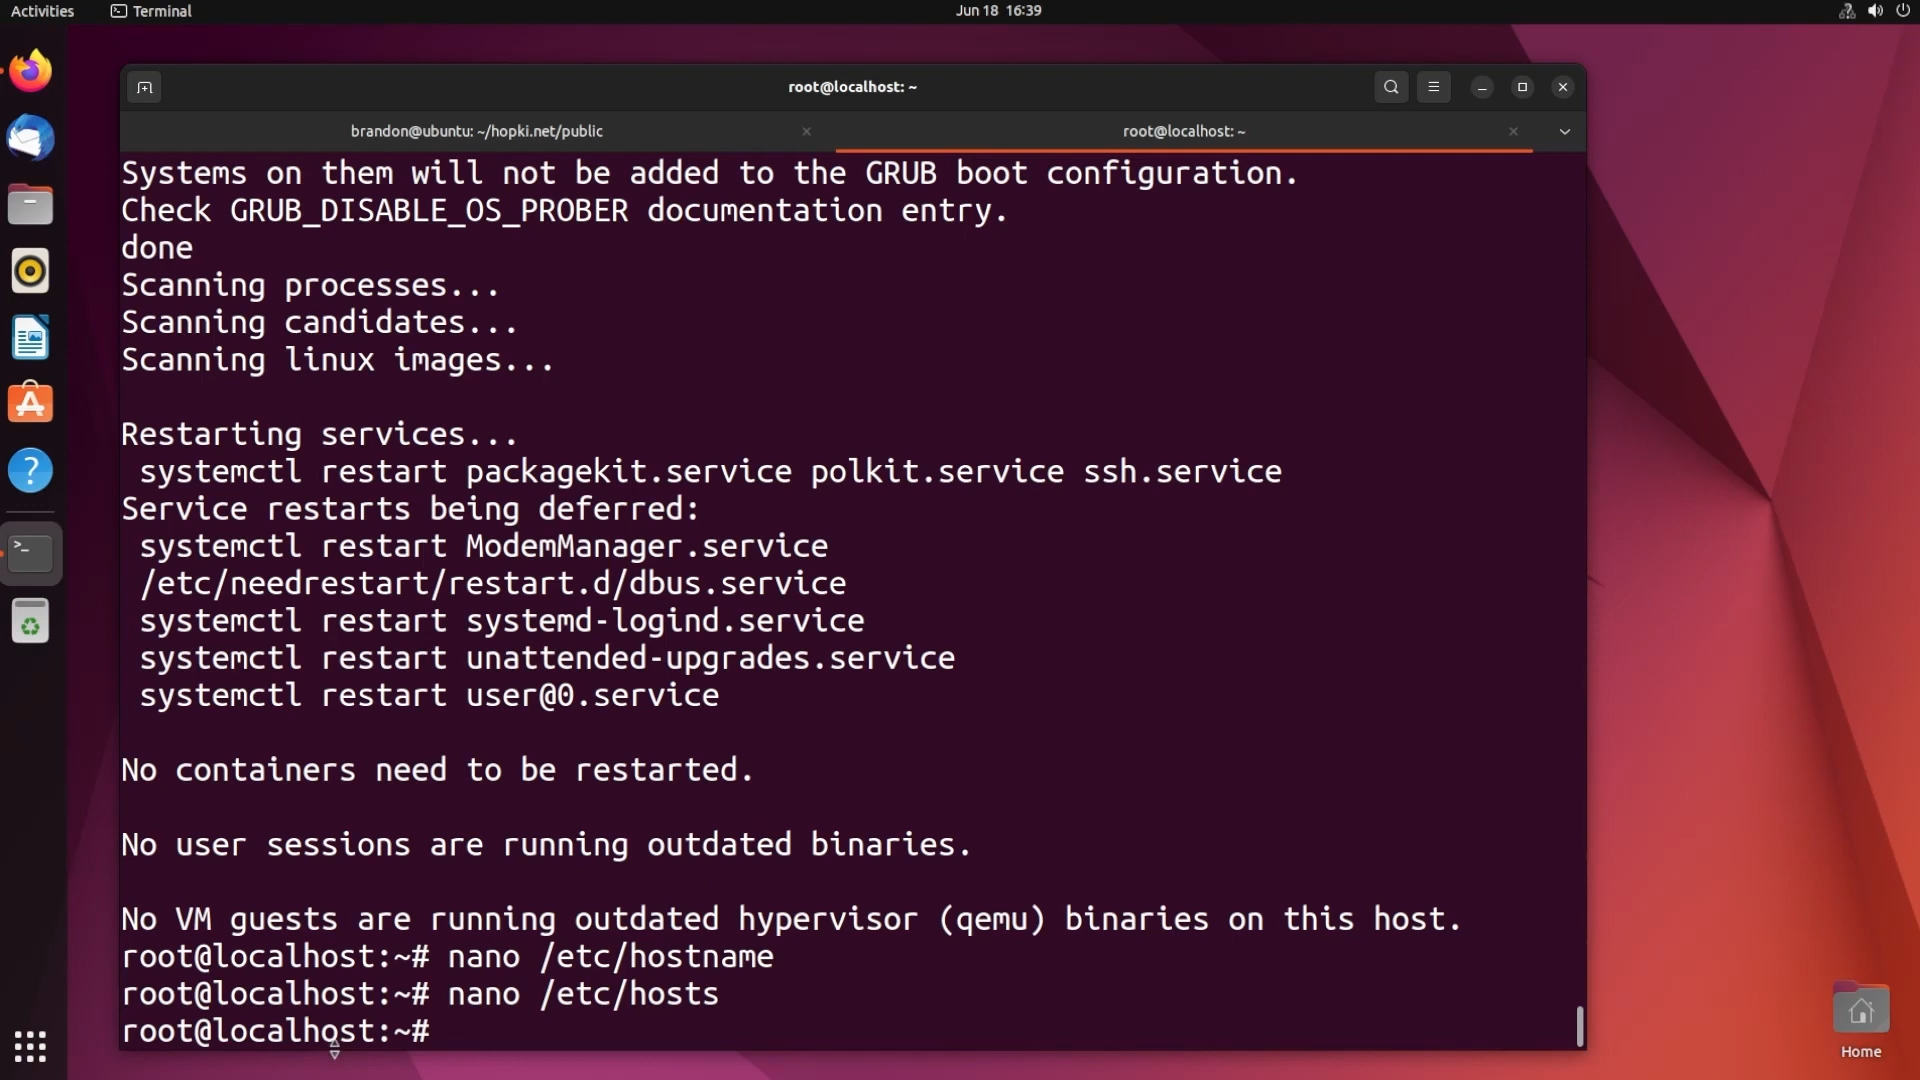 Activities
Terminal
Jun 18 16:39
root@localhost: ~
brandon@ubuntu: ~/hopki.net/public
root@localhost: ~
Systems on them will not be added to the GRUB boot configuration.
Check GRUB_DISABLE_OS_PROBER documentation entry.
done
Scanning processes...
Scanning candidates...
Scanning linux images...
Restarting services...
systemctl restart packagekit.service polkit.service ssh.service
Service restarts being deferred:
systemctl restart ModemManager.service
/etc/needrestart/restart.d/dbus.service
systemctl restart systemd-logind.service
systemctl restart unattended-upgrades.service
systemctl restart user@0.service
No containers need to be restarted.
No user sessions are running outdated binaries.
No VM guests are running outdated hypervisor (qemu) binaries on this host.
root@localhost:~# nano /etc/hostname
root@localhost:~# nano /etc/hosts
root@localhost:~#
Home